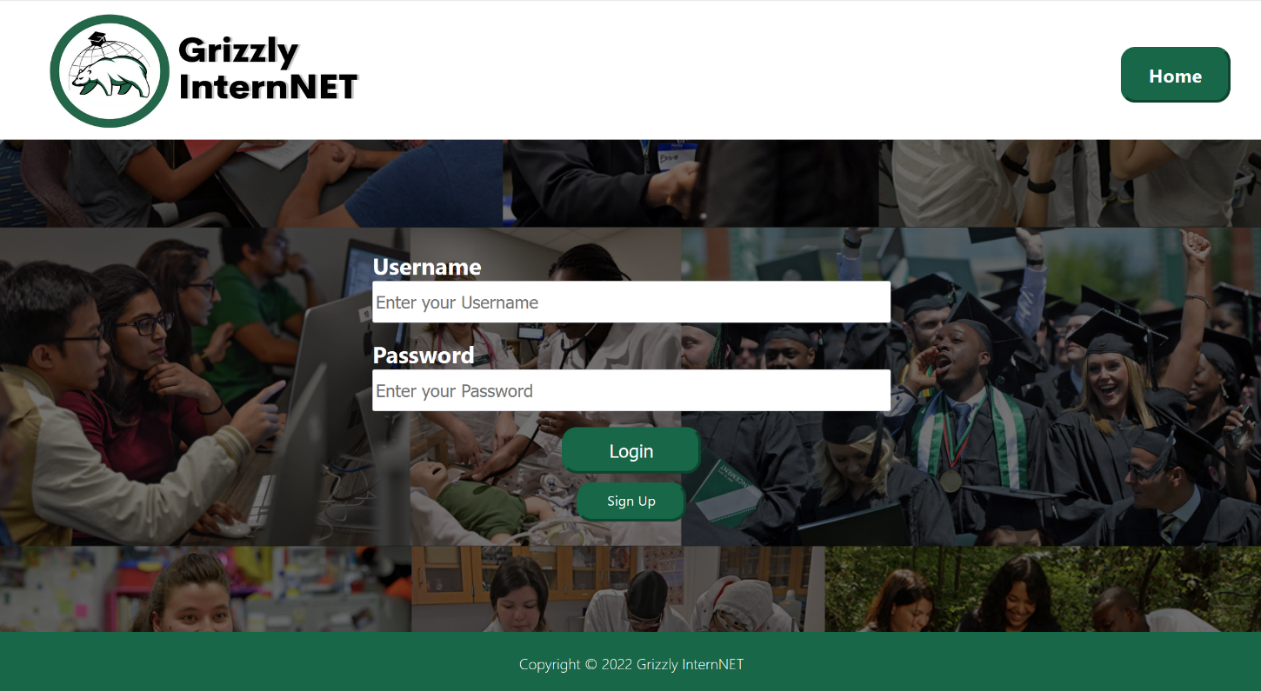 Grizzly
InternNET
Home
Username
Enter your Username
Password
Enter your Password
Login
Sign Up
Copyright © 2022 Grizzly InternNET